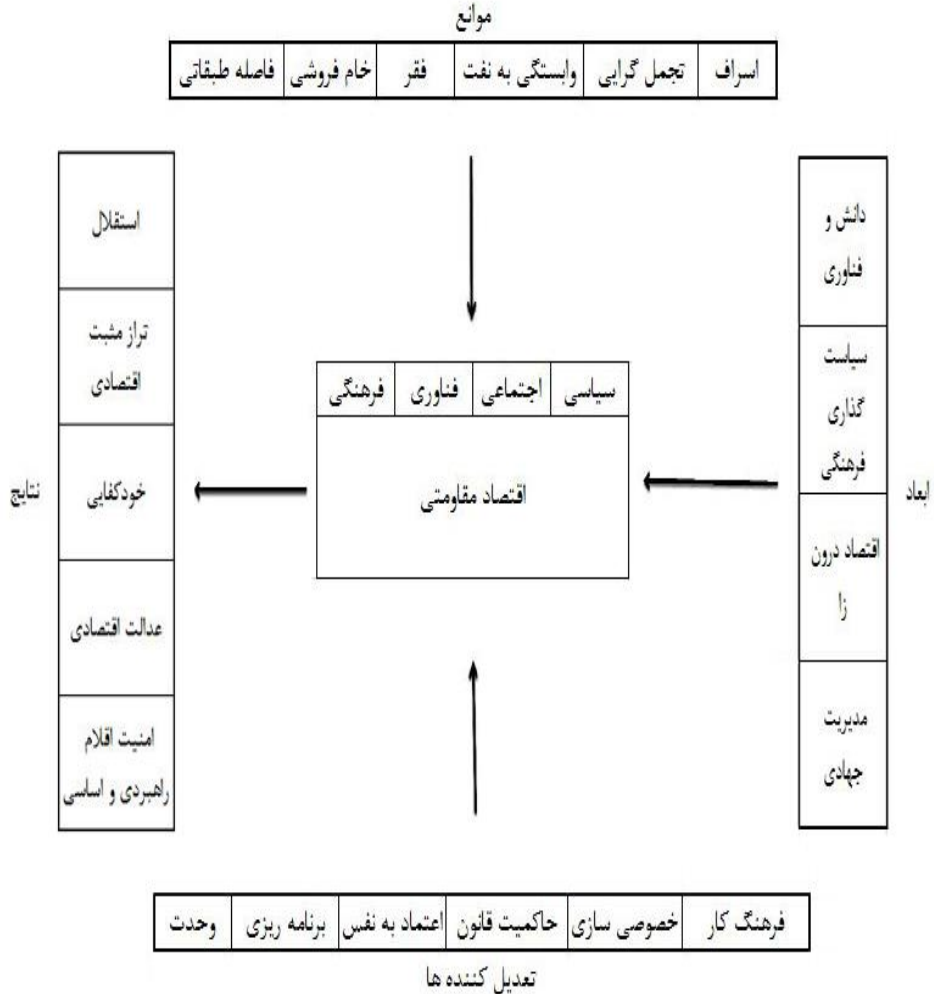 موانع
اسراف تجمل گرایی وابستگی به نفت فقر خام فروشی فاصله طبقاتی
ابعاد
دانش و
فناوری
سیاست
گذاری
فرهنگی
اقتصاد درون
زا
مدیریت
جهادی
سیاسی اجتماعی فناوری فرهنگی
اقتصاد مقاومتی
استقلال
تراز مثبت
اقتصادی
خودکفایی
عدالت اقتصادی
امنیت اقلام
راهبردی و اساسی
نتایج
فرهنگ کار خصوصی سازی حاکمیت قانون اعتماد به نفس برنامه ریزی وحدت
تعدیل کننده ها